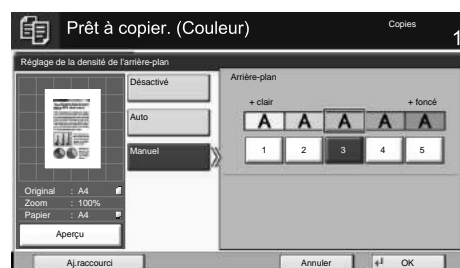 Prêt à copier. (Couleur)
Copies
1
Réglage de la densité de l'arrière-plan
Désactivé
Auto
Manuel
Arrière-plan
+ clair
+ foncé
A A A A A
1 2 3 4 5
Original : A4
Zoom : 100%
Papier : A4
Aperçu
Aj.raccourci
Annuler
OK